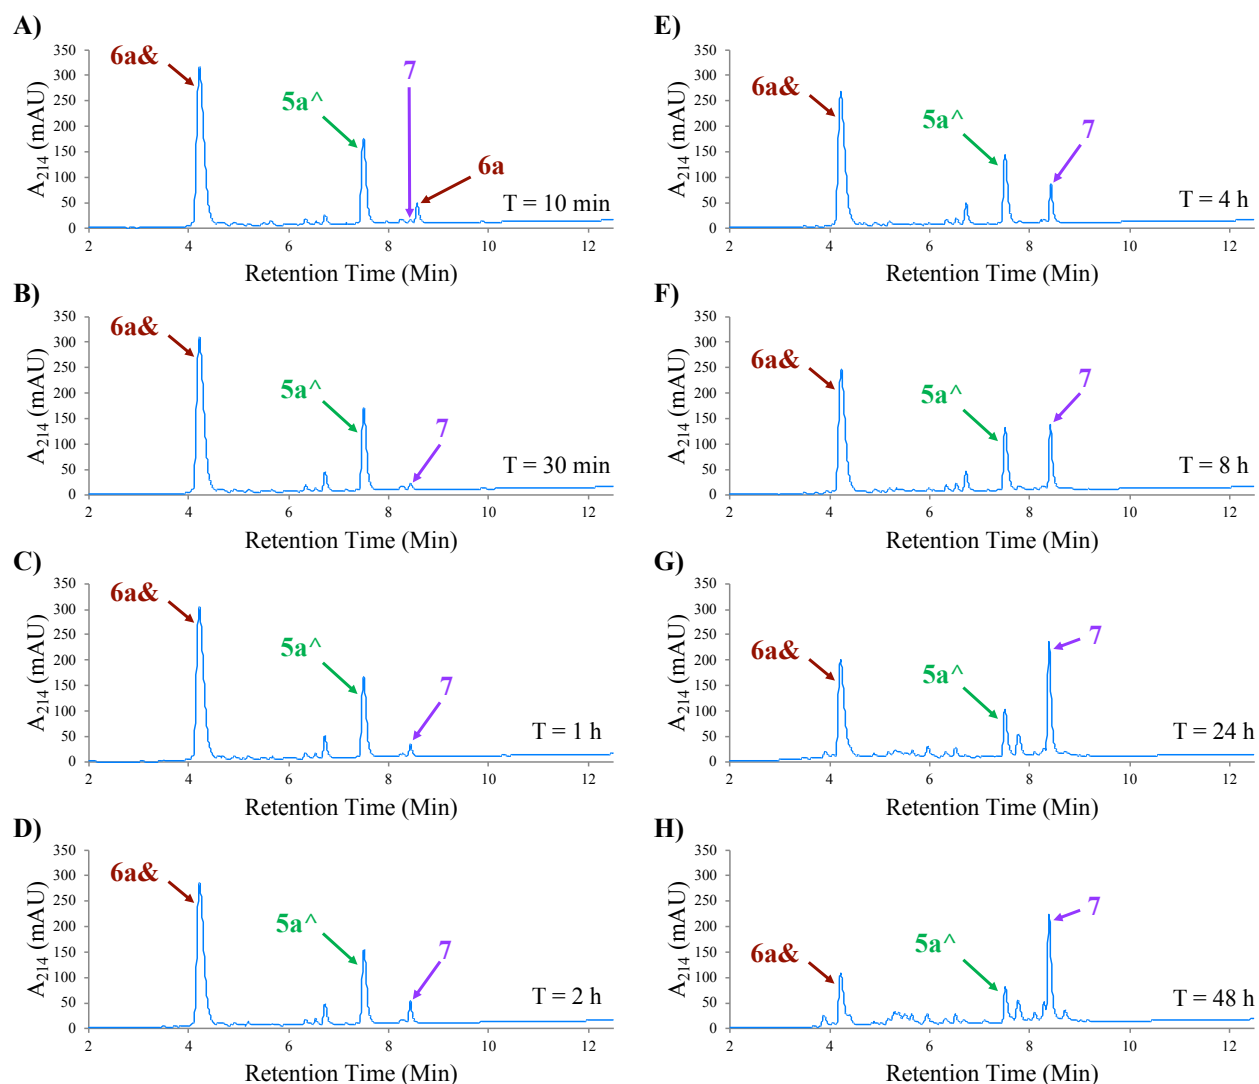 A)
350
300
250
200
150
100
50
0
A214 (mAU)
6a&
5a^
7
6a
T = 10 min
2 4 6 8 10 12
Retention Time (Min)
B)
350
300
250
200
150
100
50
0
A214 (mAU)
6a&
5a^
7
T = 30 min
2 4 6 8 10 12
Retention Time (Min)
C)
350
300
250
200
150
100
50
0
A214 (mAU)
6a&
5a^
7
T = 1 h
2 4 6 8 10 12
Retention Time (Min)
D)
350
300
250
200
150
100
50
0
A214 (mAU)
6a&
5a^
7
T = 2 h
2 4 6 8 10 12
Retention Time (Min)
E)
350
300
250
200
150
100
50
0
A214 (mAU)
6a&
5a^
7
T = 4 h
2 4 6 8 10 12
Retention Time (Min)
F)
350
300
250
200
150
100
50
0
A214 (mAU)
6a&
5a^
7
T = 8 h
2 4 6 8 10 12
Retention Time (Min)
G)
350
300
250
200
150
100
50
0
A214 (mAU)
6a&
5a^
7
T = 24 h
2 4 6 8 10 12
Retention Time (Min)
H)
350
300
250
200
150
100
50
0
A214 (mAU)
6a&
5a^
7
T = 48 h
2 4 6 8 10 12
Retention Time (Min)